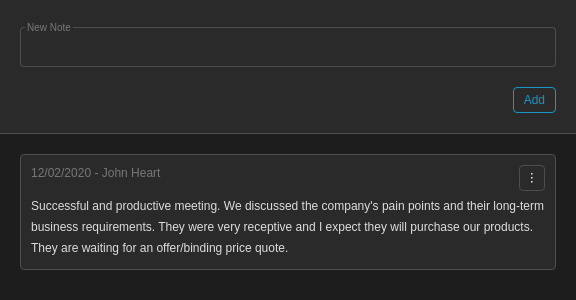 New Note
Add
12/02/2020 - John Heart
Successful and productive meeting. We discussed the company's pain points and their long-term
business requirements. They were very receptive and I expect they will purchase our products.
They are waiting for an offer/binding price quote.